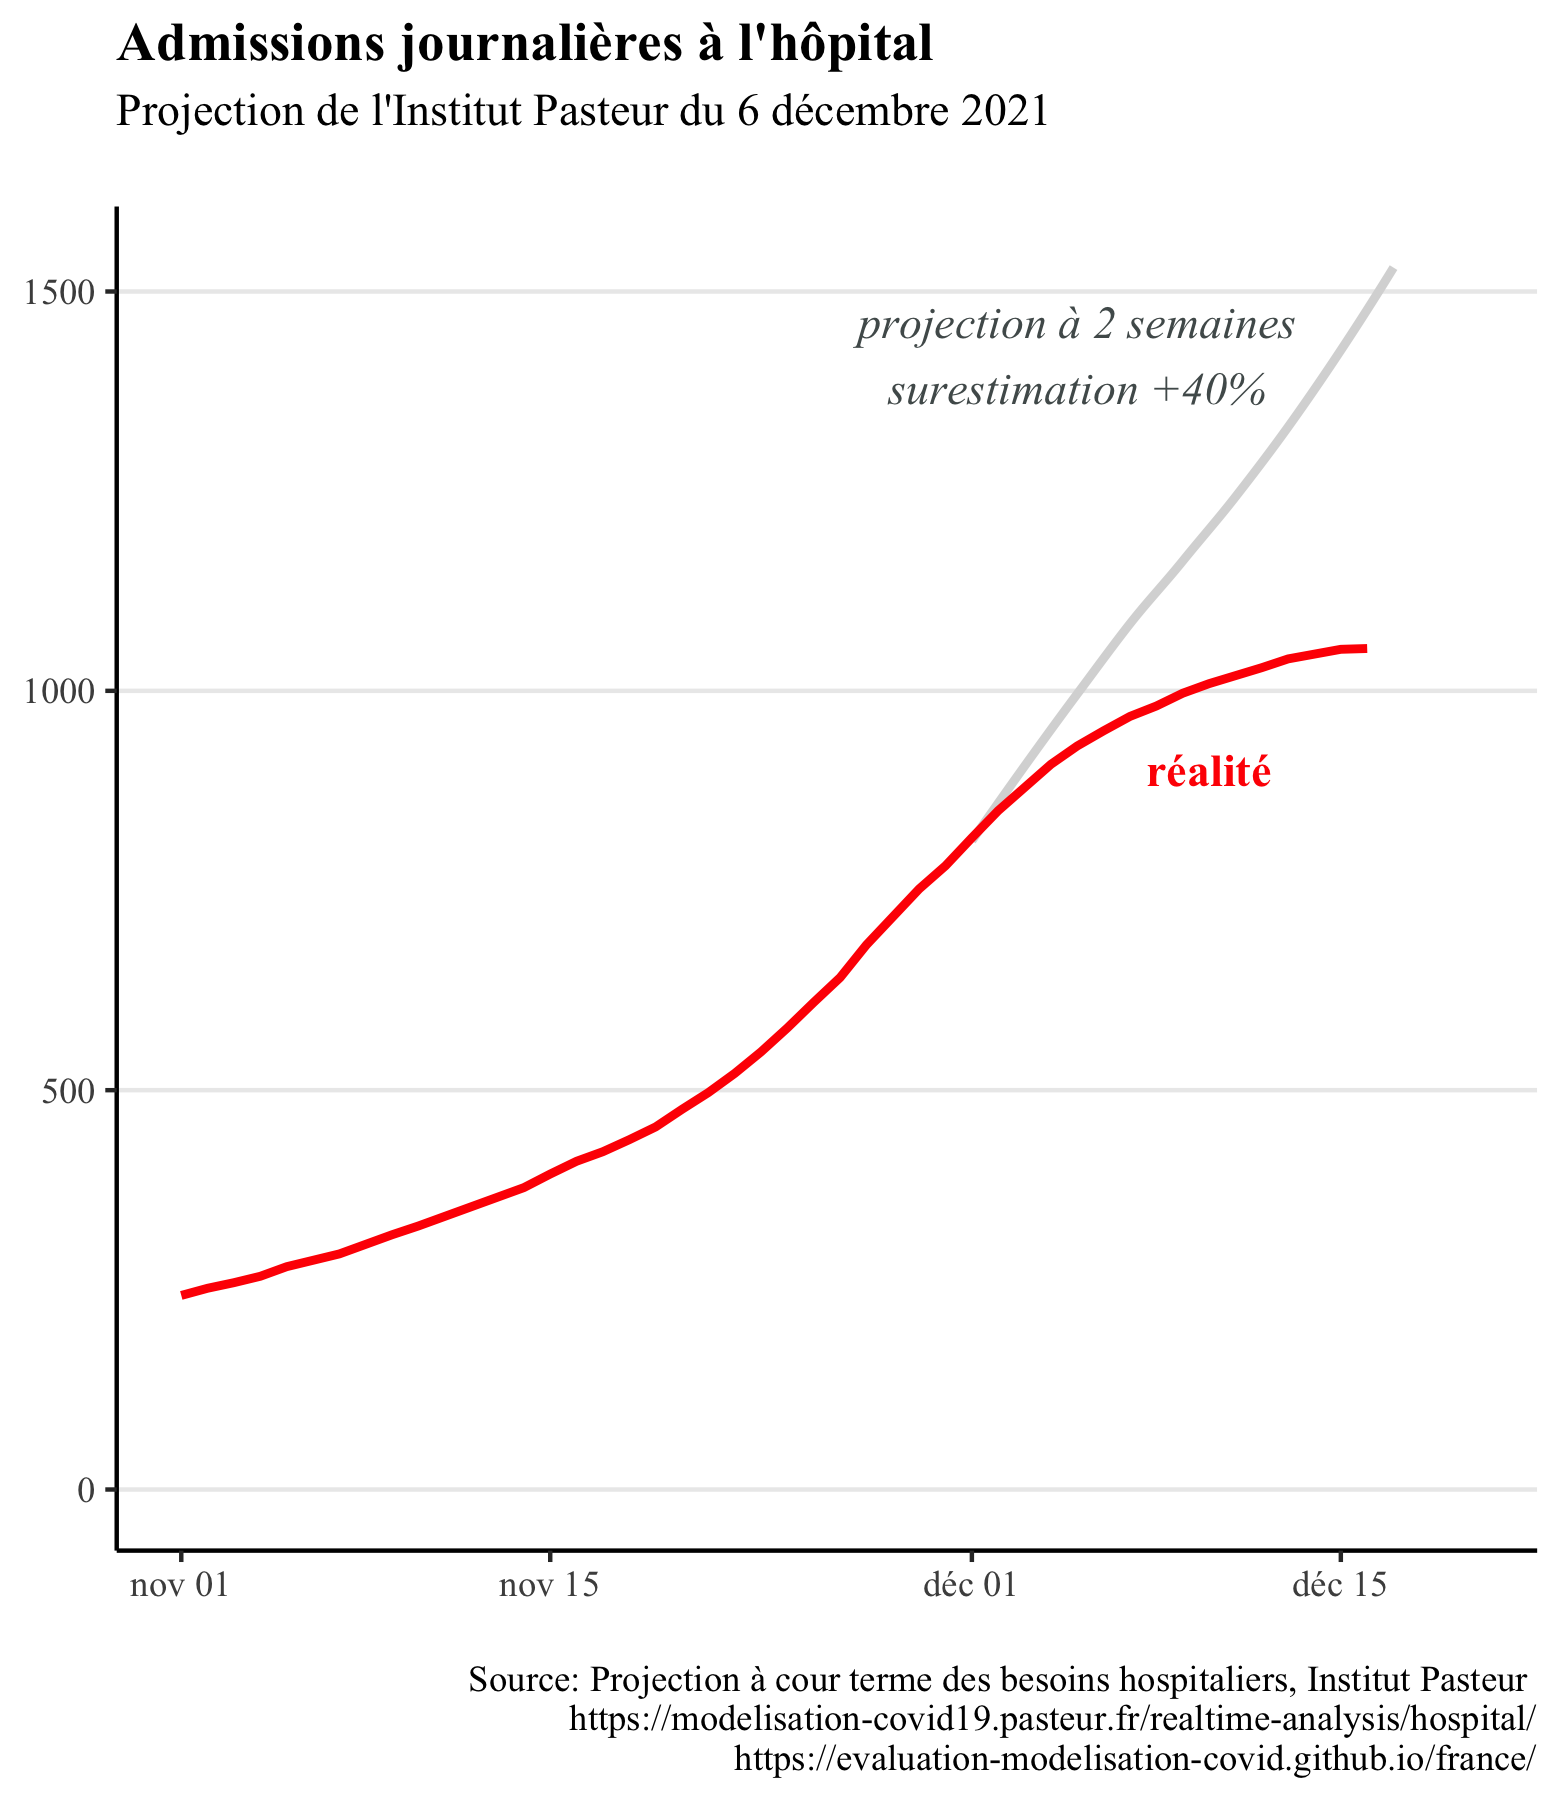 Admissions journalières à l'hôpital
Projection de l'Institut Pasteur du 6 décembre 2021
1500
projection à 2 semaines
surestimation +40%
1000
réalité
500
0
nov 01
nov 15
déc 01
déc 15
Source: Projection à cour terme des besoins hospitaliers, Institut Pasteur
https://modelisation-covid19.pasteur.fr/realtime-analysis/hospital/
https://evaluation-modelisation-covid.github.io/france/